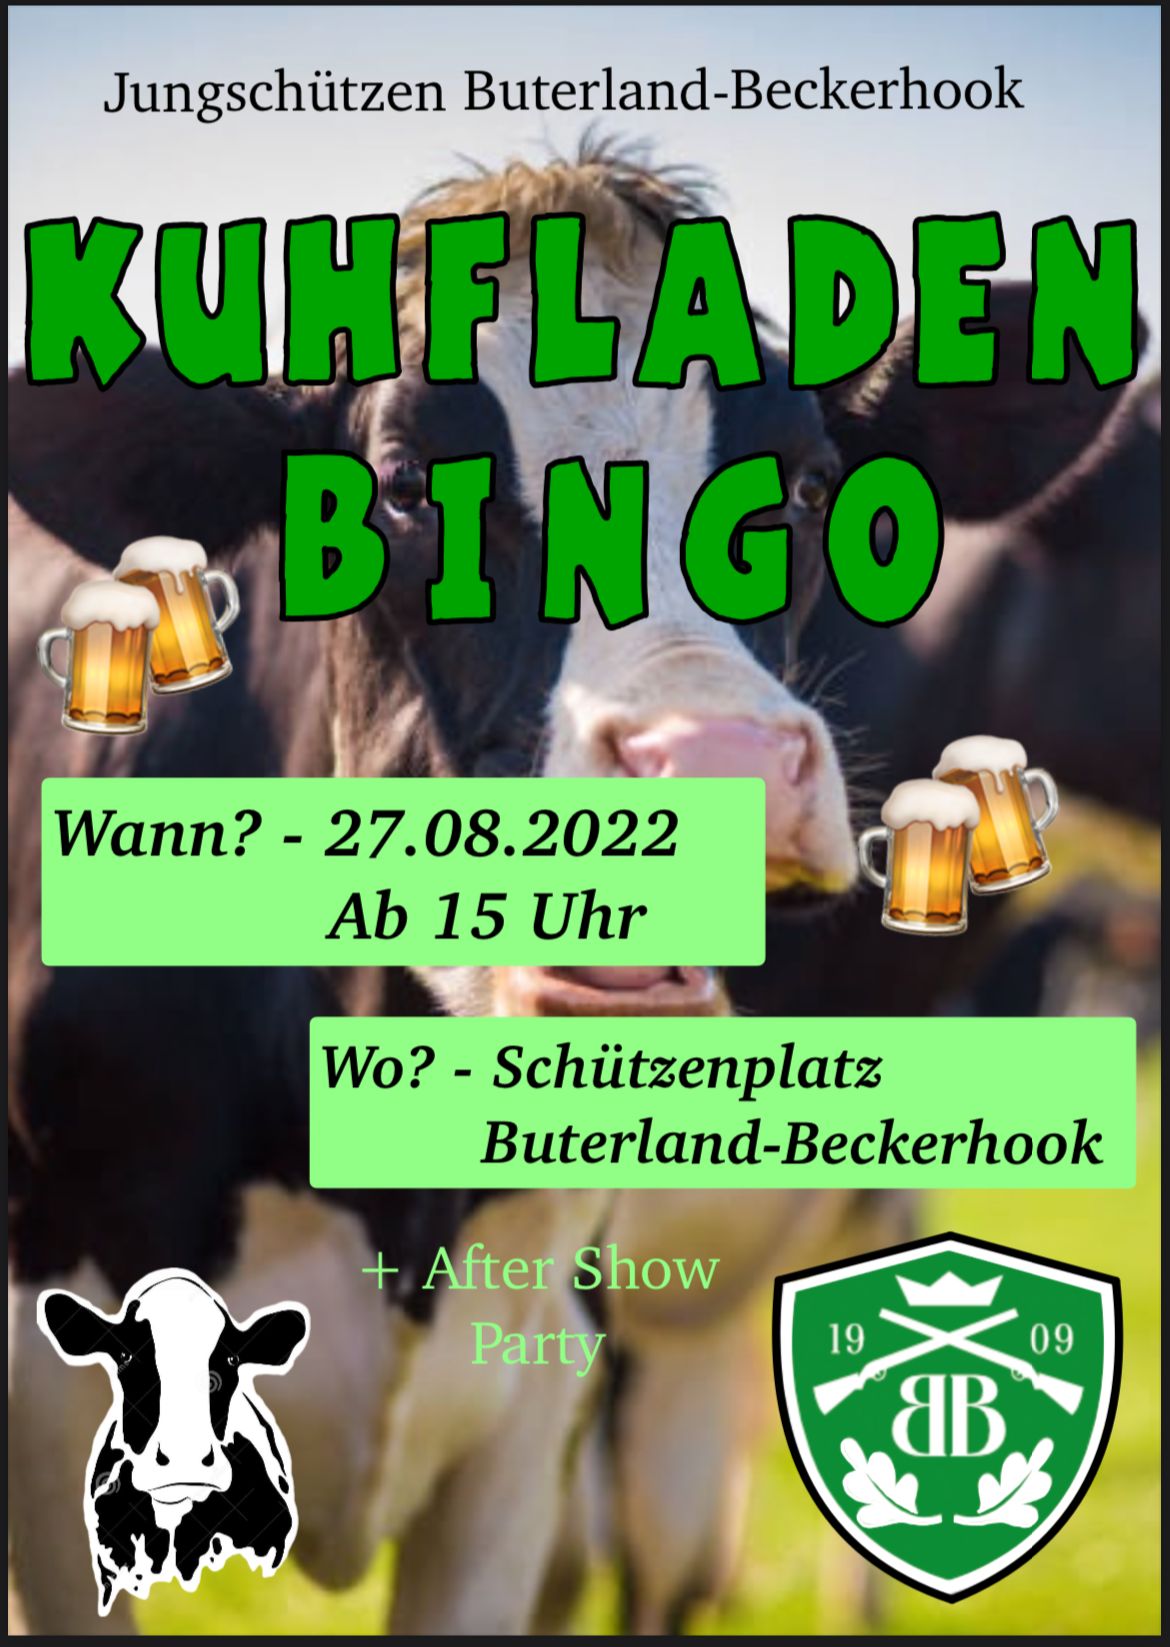 Jungschützen Buterland-Beckerhook
KUHFLADEN
BINGO
Wann? - 27.08.2022
Ab 15 Uhr
Wo? - Schützenplatz
Buterland-Beckerhook
+ After Show
Party
19 09
BB